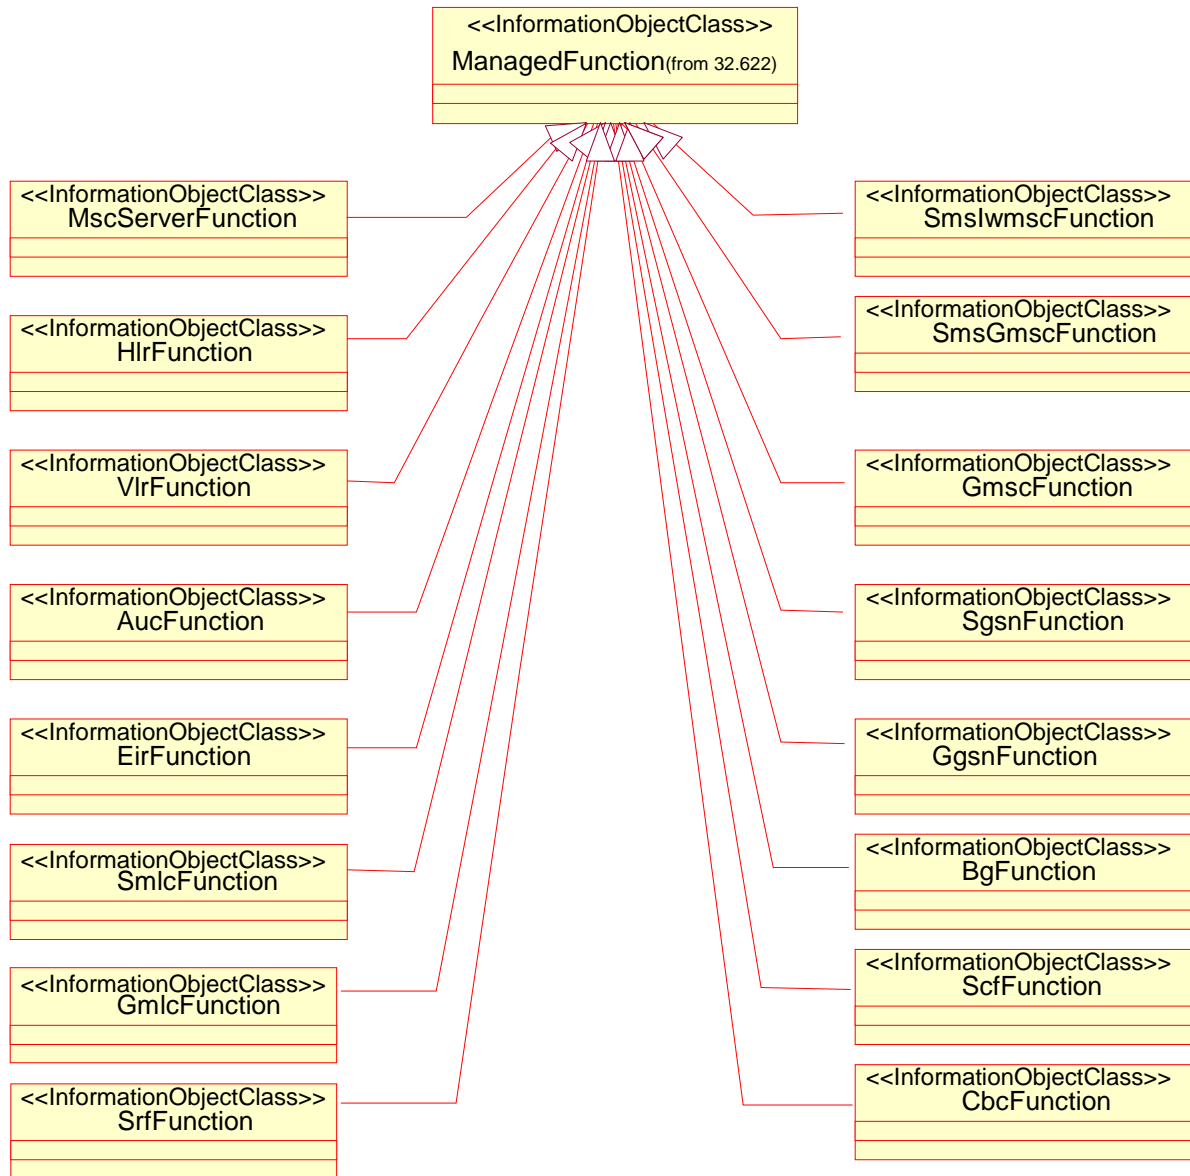 <<InformationObjectClass>>
ManagedFunction(from 32.622)
<<InformationObjectClass>>
MscServerFunction
<<InformationObjectClass>>
HlrFunction
<<InformationObjectClass>>
VlrFunction
<<InformationObjectClass>>
AucFunction
<<InformationObjectClass>>
EirFunction
<<InformationObjectClass>>
SmlcFunction
<<InformationObjectClass>>
GmlcFunction
<<InformationObjectClass>>
SrfFunction
<<InformationObjectClass>>
SmsIwmscFunction
<<InformationObjectClass>>
SmsGmscFunction
<<InformationObjectClass>>
GmscFunction
<<InformationObjectClass>>
SgsnFunction
<<InformationObjectClass>>
GgsnFunction
<<InformationObjectClass>>
BgFunction
<<InformationObjectClass>>
ScfFunction
<<InformationObjectClass>>
CbcFunction